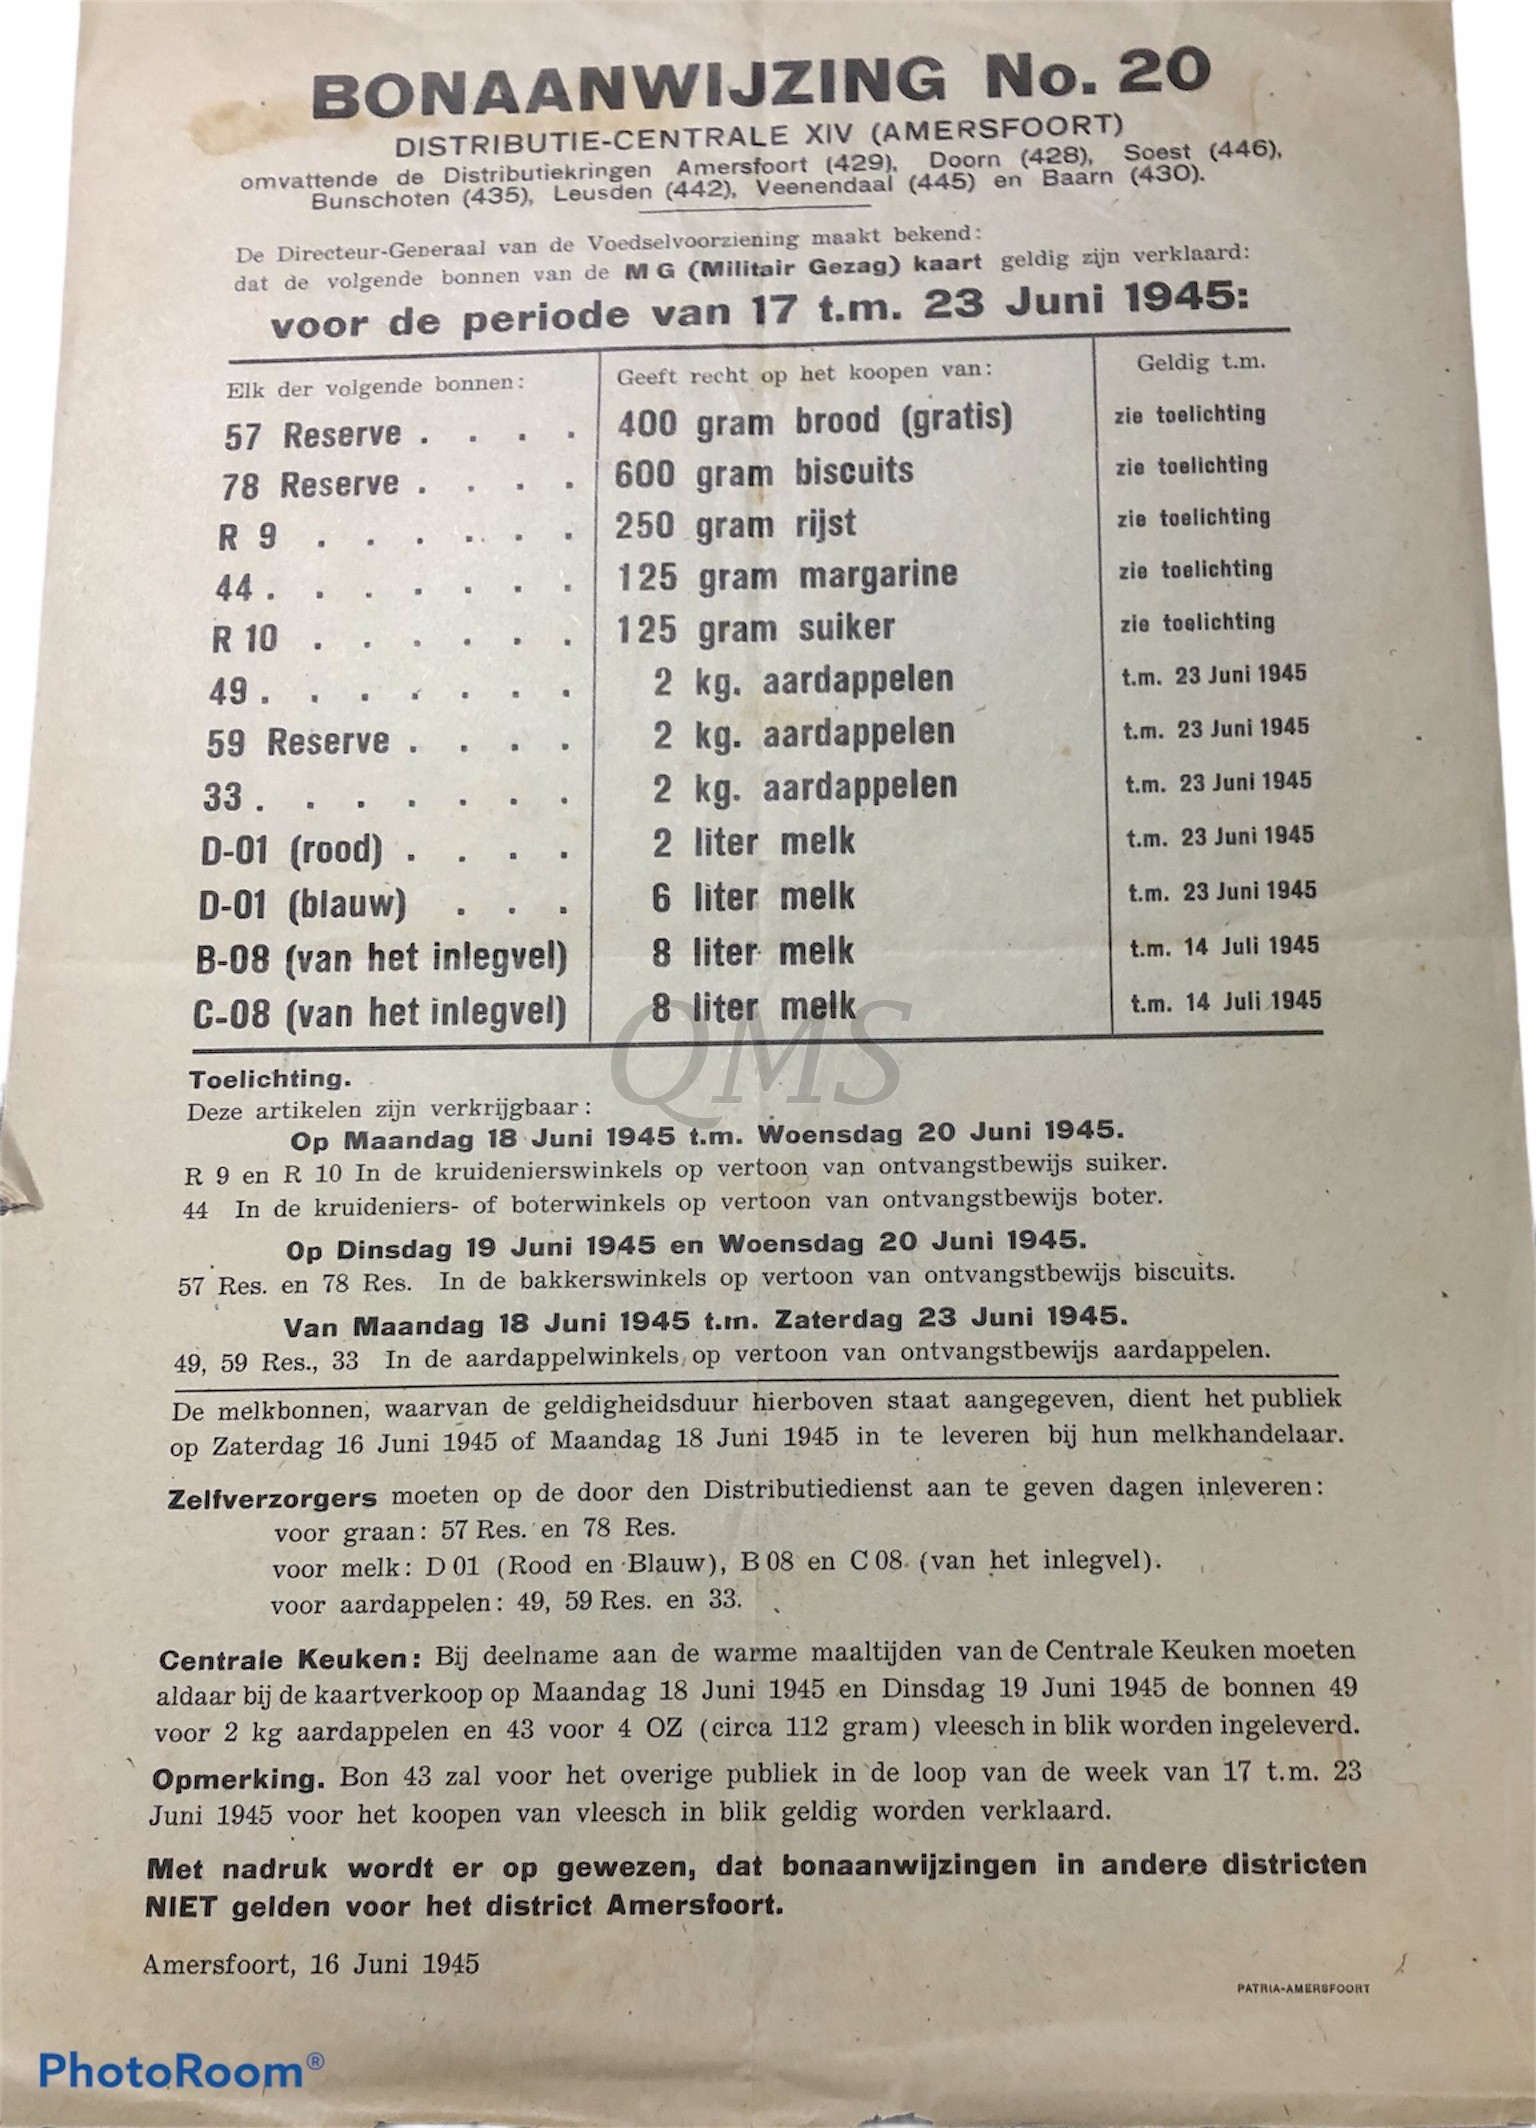 BONAANWIJZING No. 20
DISTRIBUTIE-CENTRALE XIV (AMERSFOORT)
omvattende de Distributiekringen Amersfoort (429), Doorn (428), Soest (446),
Bunschoten (435), Leusden (442), Veenendaal (445) en Baarn (430).
De Directeur-Generaal van de Voedselvoorziening maakt bekend:
dat de volgende bonnen van de M G (Militair Gezag) kaart geldig zijn verklaard:
voor de periode van 17 t.m. 23 Juni 1945:
Elk der volgende bonnen: Geeft recht op het koopen van: Geldig t.m.
57 Reserve . . . . 400 gram brood (gratis) zie toelichting
78 Reserve . . . . 600 gram biscuits zie toelichting
R 9 . . . . . . 250 gram rijst zie toelichting
44 . . . . . . . 125 gram margarine zie toelichting
R 10 . . . . . . 125 gram suiker zie toelichting
49 . . . . . . . 2 kg. aardappelen t.m. 23 Juni 1945
59 Reserve . . . . 2 kg. aardappelen t.m. 23 Juni 1945
33 . . . . . . . 2 kg. aardappelen t.m. 23 Juni 1945
D-01 (rood) . . . . 2 liter melk t.m. 23 Juni 1945
D-01 (blauw) . . . 6 liter melk t.m. 23 Juni 1945
B-08 (van het inlegvel) 8 liter melk t.m. 14 Juli 1945
C-08 (van het inlegvel) 8 liter melk t.m. 14 Juli 1945
QMS
Toelichting.
Deze artikelen zijn verkrijgbaar:
Op Maandag 18 Juni 1945 t.m. Woensdag 20 Juni 1945.
R 9 en R 10 In de kruidenierswinkels op vertoon van ontvangstbewijs suiker.
44 In de kruideniers- of boterwinkels op vertoon van ontvangstbewijs boter.
Op Dinsdag 19 Juni 1945 en Woensdag 20 Juni 1945.
57 Res. en 78 Res. In de bakkerswinkels op vertoon van ontvangstbewijs biscuits.
Van Maandag 18 Juni 1945 t.m. Zaterdag 23 Juni 1945.
49, 59 Res., 33 In de aardappelwinkels op vertoon van ontvangstbewijs aardappelen.
De melkbonnen, waarvan de geldigheidsduur hierboven staat aangegeven, dient het publiek
op Zaterdag 16 Juni 1945 of Maandag 18 Juni 1945 in te leveren bij hun melkhandelaar.
Zelfverzorgers moeten op de door den Distributiedienst aan te geven dagen inleveren:
voor graan: 57 Res. en 78 Res.
voor melk: D 01 (Rood en Blauw), B 08 en C 08 (van het inlegvel).
voor aardappelen: 49, 59 Res. en 33.
Centrale Keuken: Bij deelname aan de warme maaltijden van de Centrale Keuken moeten
aldaar bij de kaartverkoop op Maandag 18 Juni 1945 en Dinsdag 19 Juni 1945 de bonnen 49
voor 2 kg aardappelen en 43 voor 4 OZ (circa 112 gram) vleesch in blik worden ingeleverd.
Opmerking. Bon 43 zal voor het overige publiek in de loop van de week van 17 t.m. 23
Juni 1945 voor het koopen van vleesch in blik geldig worden verklaard.
Met nadruk wordt er op gewezen, dat bonaanwijzingen in andere districten
NIET gelden voor het district Amersfoort.
Amersfoort, 16 Juni 1945
PATRIA-AMERSFOORT
PhotoRoom®